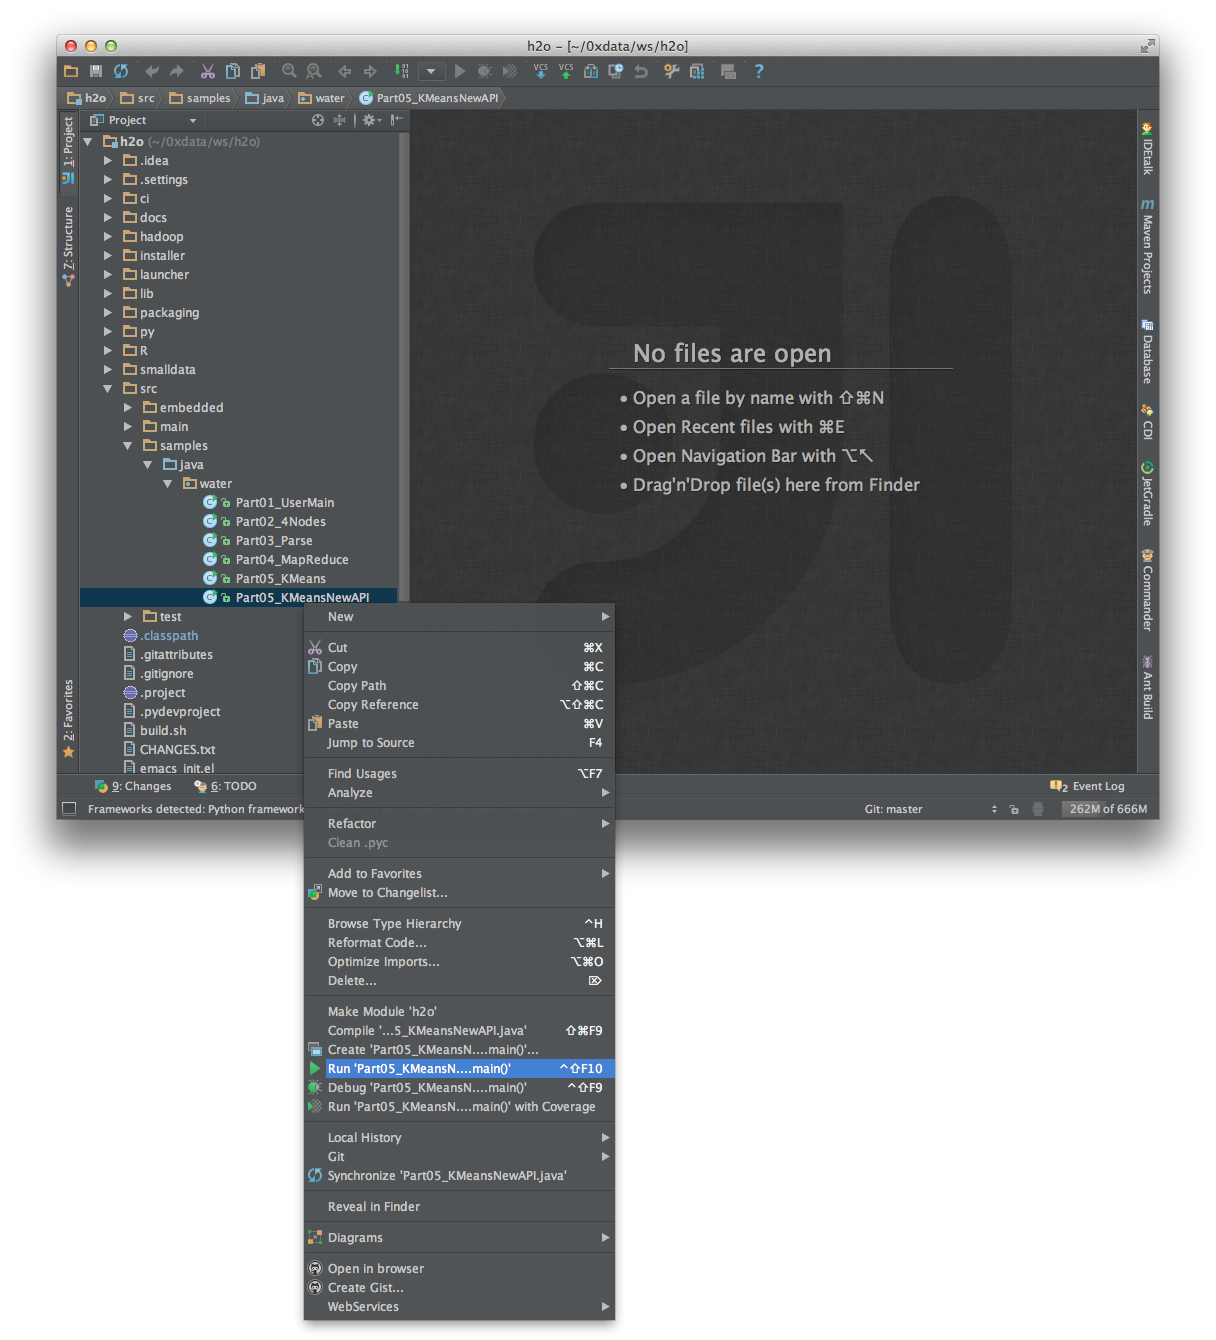 h2o – [~/0xdata/ws/h2o]
VCS VCS ?
h2o src samples java water Part05_KMeansNewAPI
1: Project
Project
h2o (~/0xdata/ws/h2o)
.idea
.settings
ci
docs
hadoop
installer
launcher
lib
packaging
py
R
smalldata
src
embedded
main
samples
java
water
Part01_UserMain
Part02_4Nodes
Part03_Parse
Part04_MapReduce
Part05_KMeans
Part05_KMeansNewAPI
test
.classpath
.gitattributes
.gitignore
.project
.pydevproject
build.sh
CHANGES.txt
emacs_init.el
7: Structure
2: Favorites
No files are open
• Open a file by name with ⇧⌘N
• Open Recent files with ⌘E
• Open Navigation Bar with ⌥↖
• Drag'n'Drop file(s) here from Finder
IDEtalk
Maven Projects
Database
CDI
JetGradle
Commander
Ant Build
9: Changes
6: TODO
2 Event Log
Frameworks detected: Python framework
Git: master
262M of 666M
New
Cut ⌘X
Copy ⌘C
Copy Path ⇧⌘C
Copy Reference ⌥⇧⌘C
Paste ⌘V
Jump to Source F4
Find Usages ⌥F7
Analyze
Refactor
Clean .pyc
Add to Favorites
Move to Changelist...
Browse Type Hierarchy ^H
Reformat Code... ⌥⌘L
Optimize Imports... ⌥⌘O
Delete... ⌦
Make Module 'h2o'
Compile '...5_KMeansNewAPI.java' ⇧⌘F9
Create 'Part05_KMeansN....main()'...
Run 'Part05_KMeansN....main()' ^⇧F10
Debug 'Part05_KMeansN....main()' ^⇧F9
Run 'Part05_KMeansN....main()' with Coverage
Local History
Git
Synchronize 'Part05_KMeansNewAPI.java'
Reveal in Finder
Diagrams
Open in browser
Create Gist...
WebServices